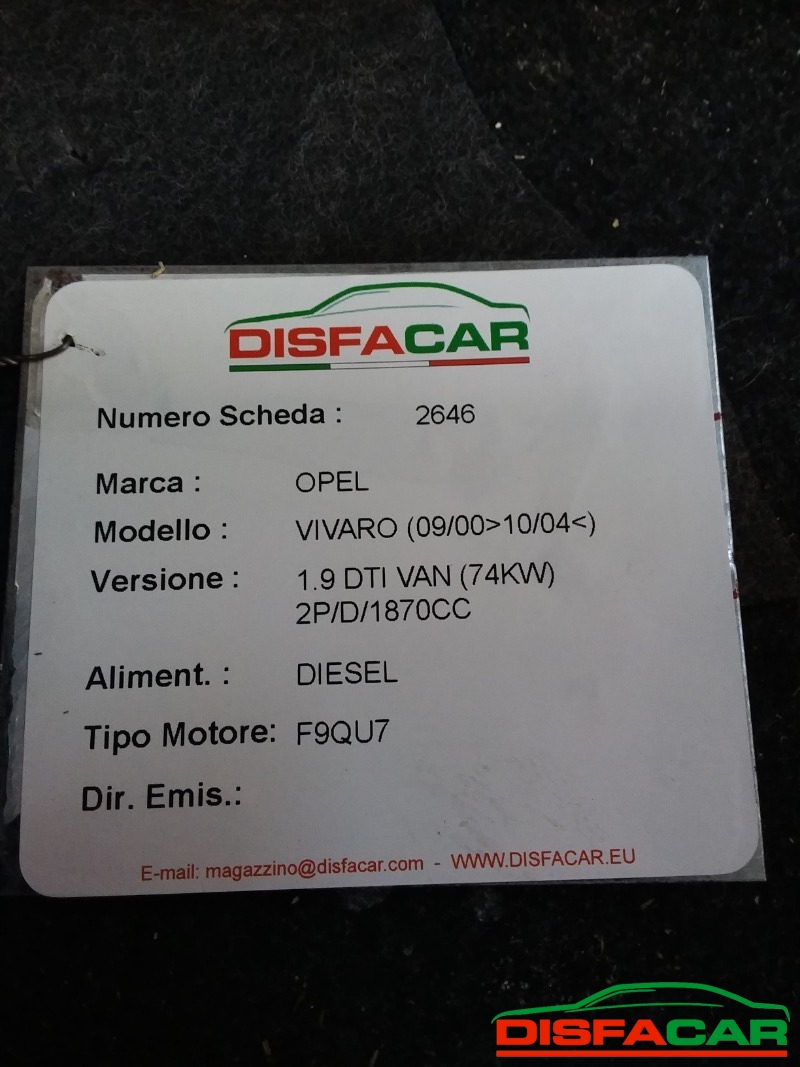 DISFACAR
Numero Scheda : 2646
Marca : OPEL
Modello : VIVARO (09/00>10/04<)
Versione : 1.9 DTI VAN (74KW)
2P/D/1870CC
Aliment. : DIESEL
Tipo Motore: F9QU7
Dir. Emis.:
E-mail: magazzino@disfacar.com - WWW.DISFACAR.EU
DISFACAR